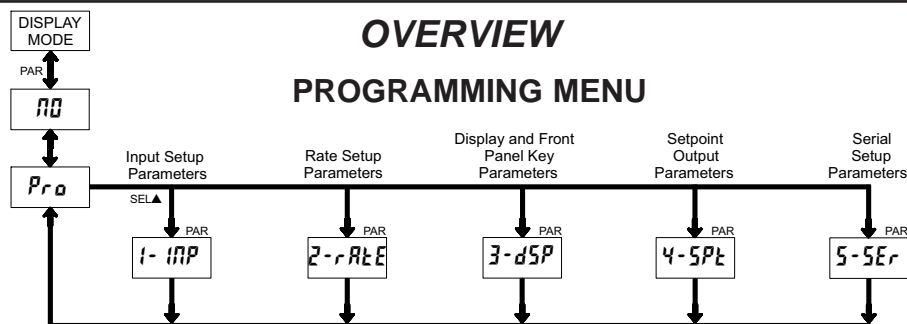 OVERVIEW
PROGRAMMING MENU
DISPLAY
MODE
PAR
NO
Pro
SEL▲
Input Setup
Parameters
PAR
1-INP
Rate Setup
Parameters
PAR
2-rAtE
Display and Front
Panel Key
Parameters
PAR
3-dSP
Setpoint
Output
Parameters
PAR
4-SPt
Serial
Setup
Parameters
PAR
5-SEr